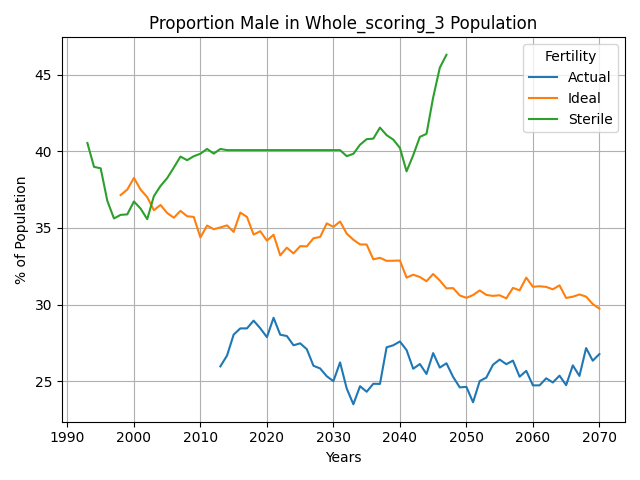 Proportion Male in Whole_scoring_3 Population
% of Population
45
40
35
30
25
Fertility
Actual
Ideal
Sterile
1990 2000 2010 2020 2030 2040 2050 2060 2070
Years